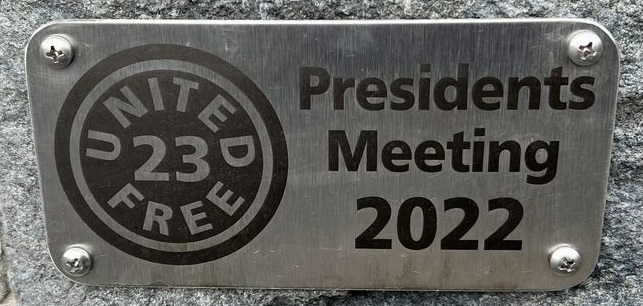 UNITED
23
FREE
Presidents
Meeting
2022